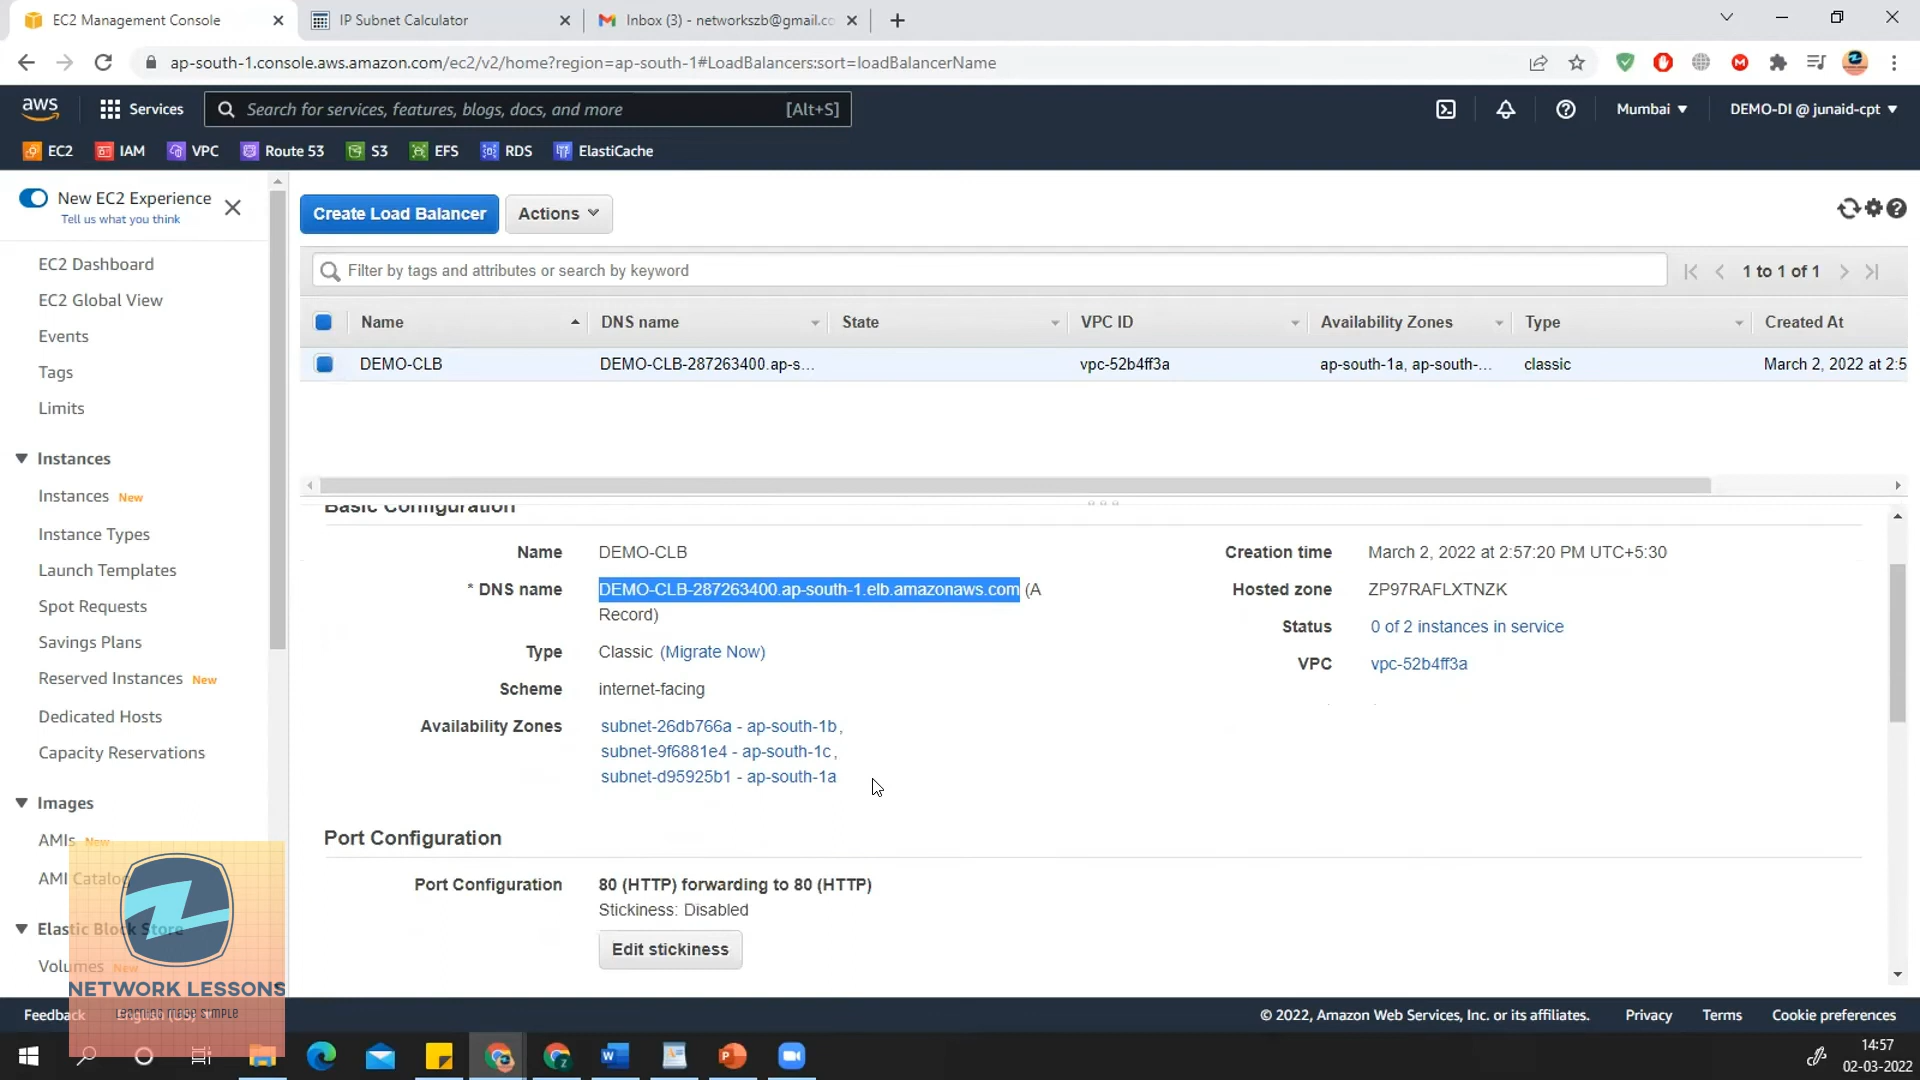 EC2 Management Console
IP Subnet Calculator
Inbox (3) - networkszb@gmail.co
ap-south-1.console.aws.amazon.com/ec2/v2/home?region=ap-south-1#LoadBalancers:sort=loadBalancerName
aws
Services
Search for services, features, blogs, docs, and more
[Alt+S]
Mumbai
DEMO-DI @ junaid-cpt
EC2
IAM
VPC
Route 53
S3
EFS
RDS
ElastiCache
New EC2 Experience
Tell us what you think
EC2 Dashboard
EC2 Global View
Events
Tags
Limits
Instances
Instances New
Instance Types
Launch Templates
Spot Requests
Savings Plans
Reserved Instances New
Dedicated Hosts
Capacity Reservations
Images
AMIs New
AMI Catalog
Elastic Block Store
Volumes New
Create Load Balancer
Actions
Filter by tags and attributes or search by keyword
1 to 1 of 1
Name
DNS name
State
VPC ID
Availability Zones
Type
Created At
DEMO-CLB
DEMO-CLB-287263400.ap-s...
vpc-52b4ff3a
ap-south-1a, ap-south-...
classic
March 2, 2022 at 2:5
Basic Configuration
Name DEMO-CLB
* DNS name DEMO-CLB-287263400.ap-south-1.elb.amazonaws.com (A
Record)
Type Classic (Migrate Now)
Scheme internet-facing
Availability Zones subnet-26db766a - ap-south-1b,
subnet-9f6881e4 - ap-south-1c,
subnet-d95925b1 - ap-south-1a
Creation time March 2, 2022 at 2:57:20 PM UTC+5:30
Hosted zone ZP97RAFLXTNZK
Status 0 of 2 instances in service
VPC vpc-52b4ff3a
Port Configuration
Port Configuration 80 (HTTP) forwarding to 80 (HTTP)
Stickiness: Disabled
Edit stickiness
NETWORK LESSONS
LEARNING MADE SIMPLE
Feedback
English (US)
© 2022, Amazon Web Services, Inc. or its affiliates.
Privacy
Terms
Cookie preferences
14:57
02-03-2022